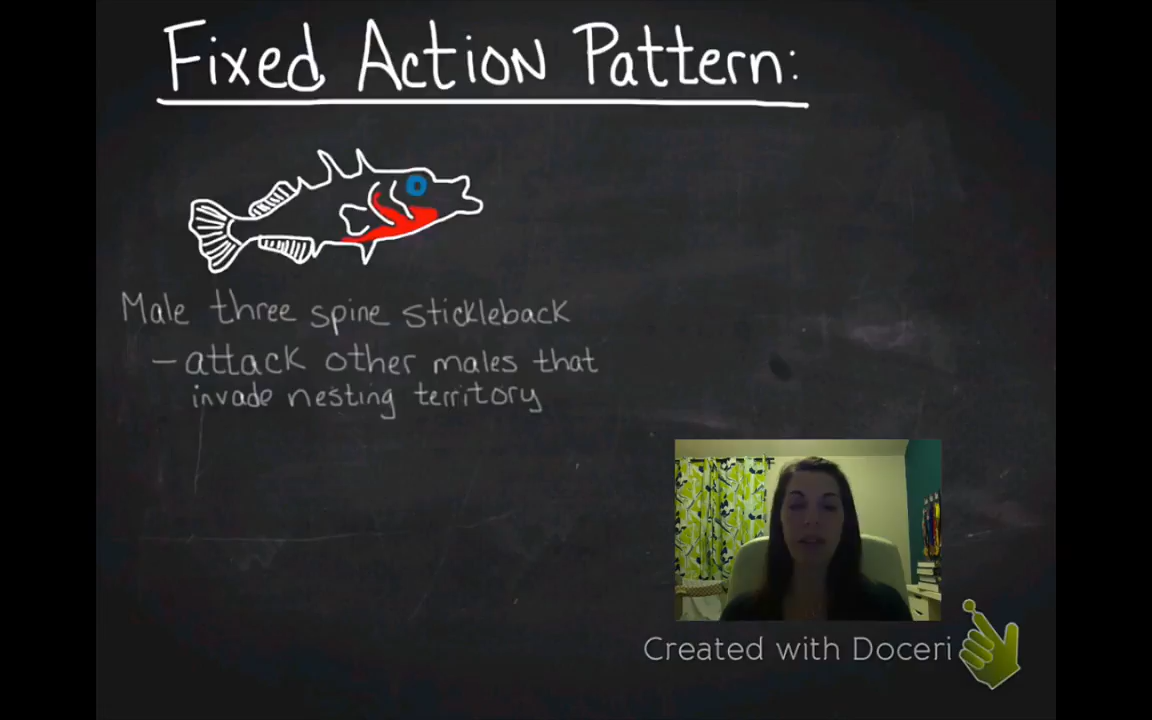 Fixed Action Pattern:
Male three spine stickleback
- attack other males that
invade nesting territory
Created with Doceri